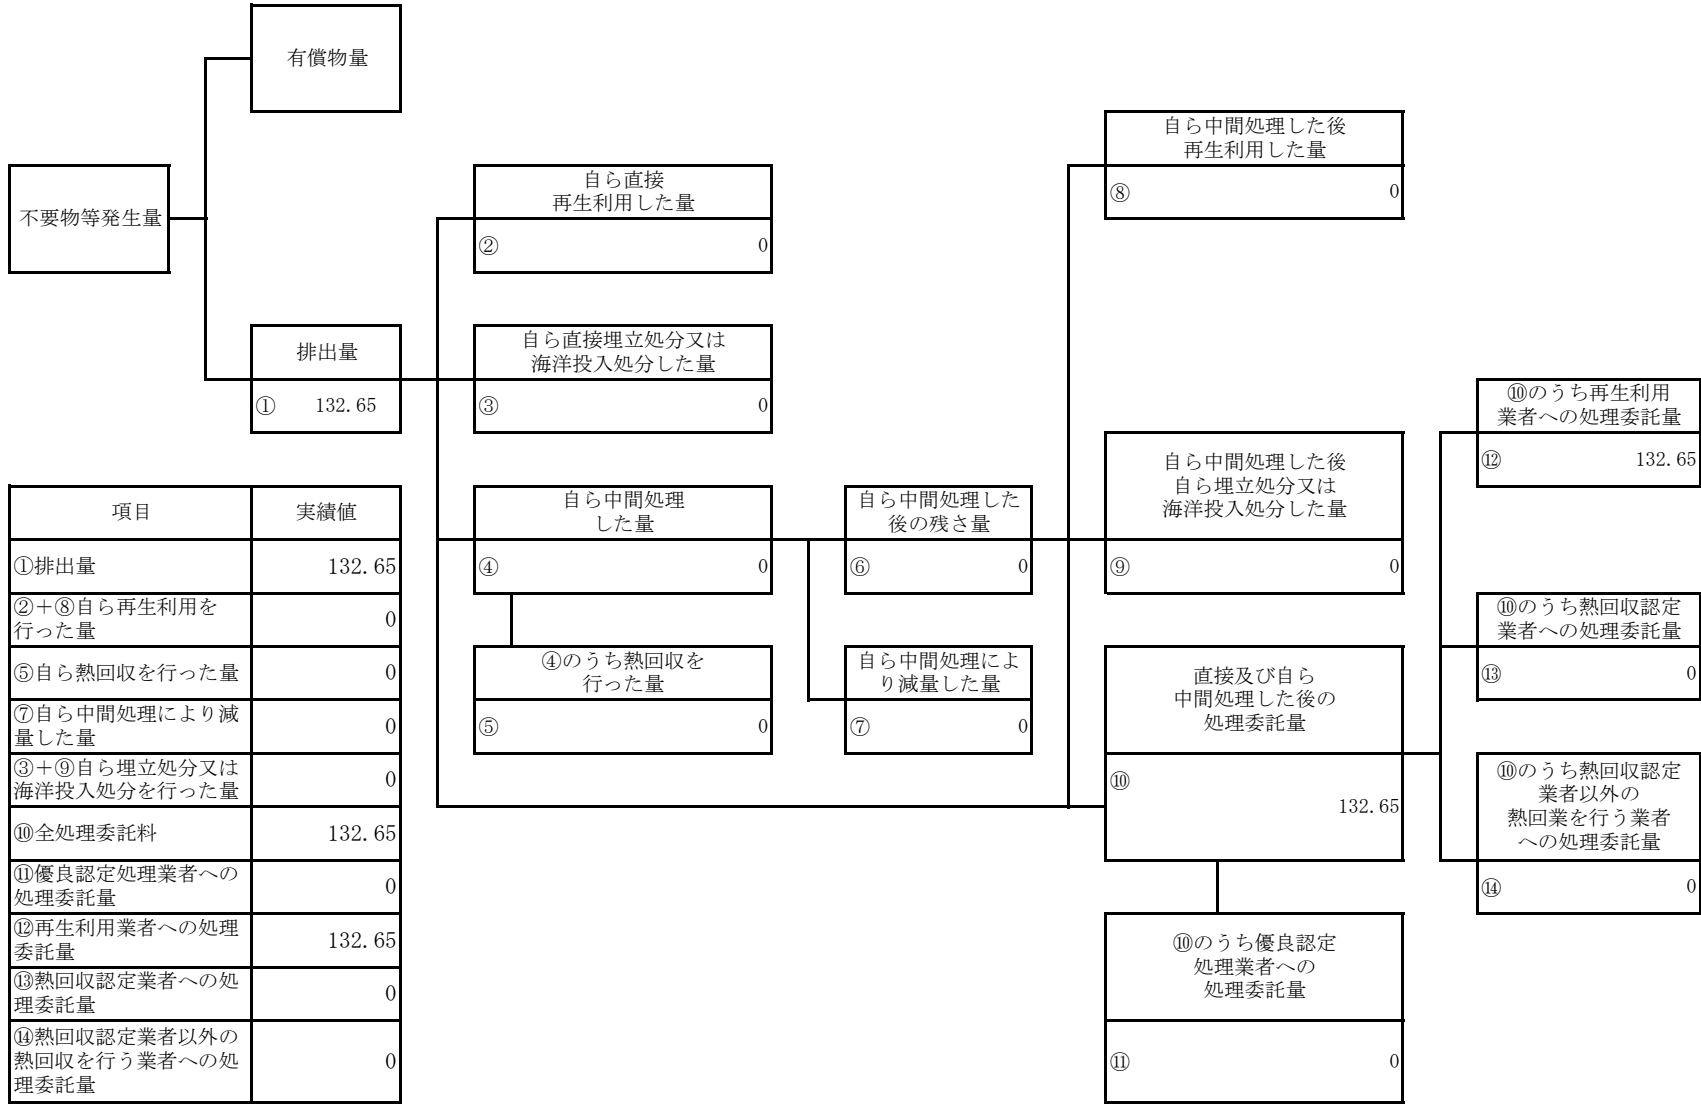 有償物量
不要物等発生量
排出量
① 132.65
自ら直接
再生利用した量
② 0
自ら直接埋立処分又は
海洋投入処分した量
③ 0
自ら中間処理
した量
④ 0
④のうち熱回収を
行った量
⑤ 0
自ら中間処理した
後の残さ量
⑥ 0
自ら中間処理によ
り減量した量
⑦ 0
自ら中間処理した後
再生利用した量
⑧ 0
自ら中間処理した後
自ら埋立処分又は
海洋投入処分した量
⑨ 0
直接及び自ら
中間処理した後の
処理委託量
⑩
132.65
⑩のうち優良認定
処理業者への
処理委託量
⑪ 0
⑩のうち再生利用
業者への処理委託量
⑫ 132.65
⑩のうち熱回収認定
業者への処理委託量
⑬ 0
⑩のうち熱回収認定
業者以外の
熱回業を行う業者
への処理委託量
⑭ 0
項目 実績値
①排出量 132.65
②＋⑧自ら再生利用を
行った量 0
⑤自ら熱回収を行った量 0
⑦自ら中間処理により減
量した量 0
③＋⑨自ら埋立処分又は
海洋投入処分を行った量 0
⑩全処理委託料 132.65
⑪優良認定処理業者への
処理委託量 0
⑫再生利用業者への処理
委託量 132.65
⑬熱回収認定業者への処
理委託量 0
⑭熱回収認定業者以外の
熱回収を行う業者への処
理委託量 0